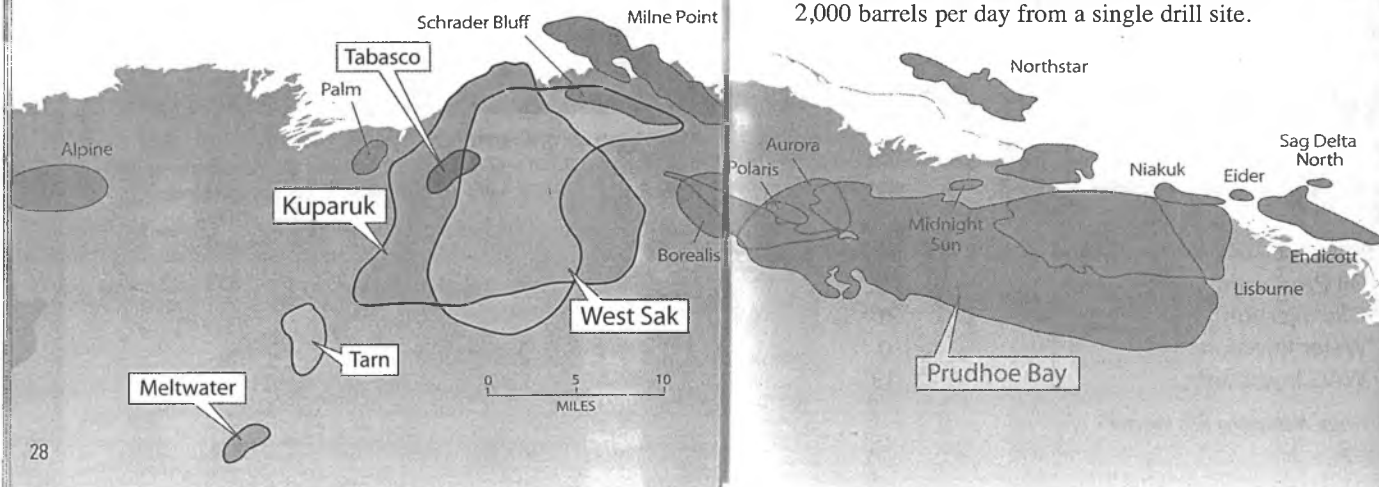 2,000 barrels per day from a single drill site.
Schrader Bluff
Milne Point
Tabasco
Palm
Alpine
Kuparuk
Borealis
West Sak
Tarn
Meltwater
0 5 10
MILES
28
Northstar
Aurora
Polaris
Midnight
Sun
Niakuk
Eider
Sag Delta
North
Endicott
Lisburne
Prudhoe Bay